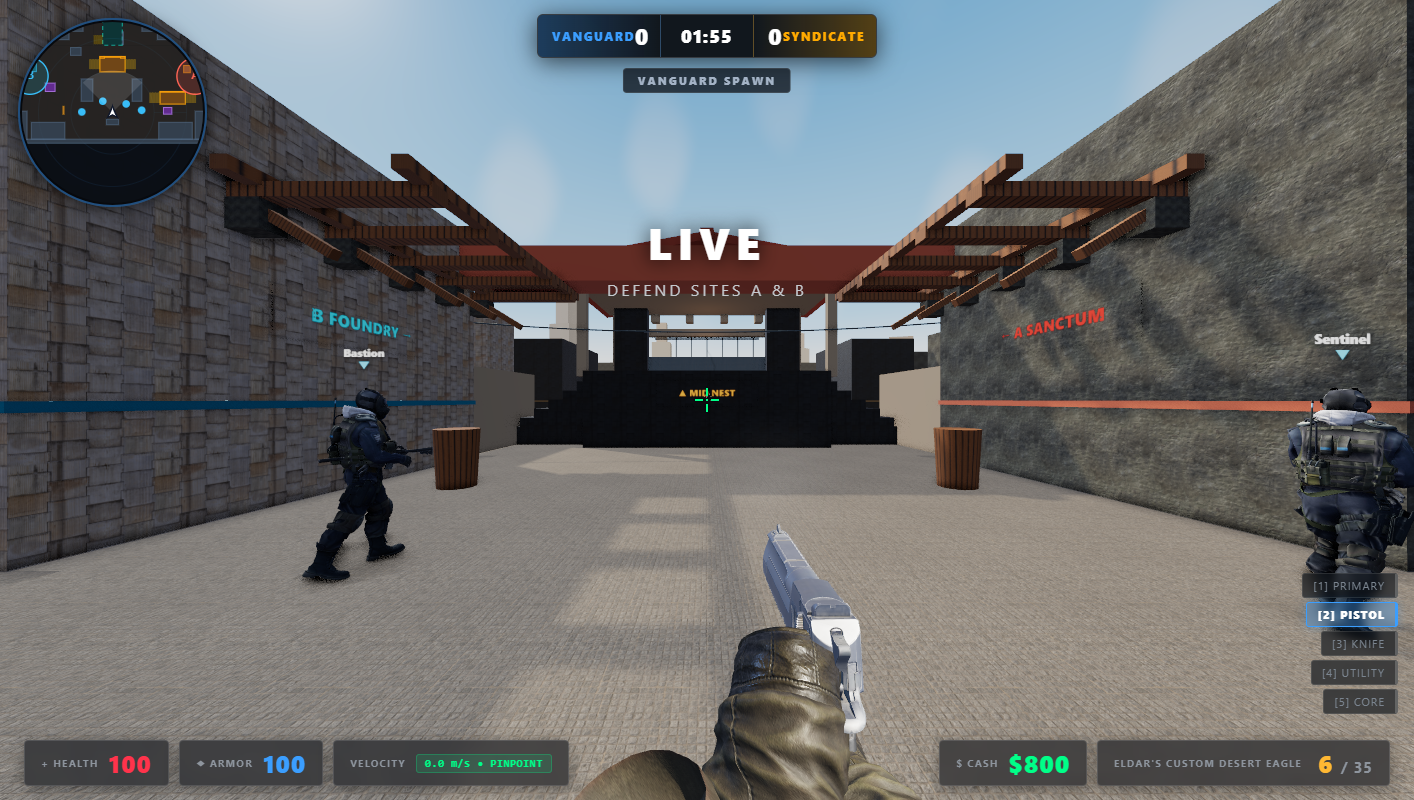 VANGUARD 0
01:55
0 SYNDICATE
VANGUARD SPAWN
B
A
LIVE
DEFEND SITES A & B
B FOUNDRY
A SANCTUM
Bastion
Sentinel
▲ MID NEST
[1] PRIMARY
[2] PISTOL
[3] KNIFE
[4] UTILITY
[5] CORE
+ HEALTH 100
ARMOR 100
VELOCITY 0.0 m/s • PINPOINT
$ CASH $800
ELDAR'S CUSTOM DESERT EAGLE 6 / 35